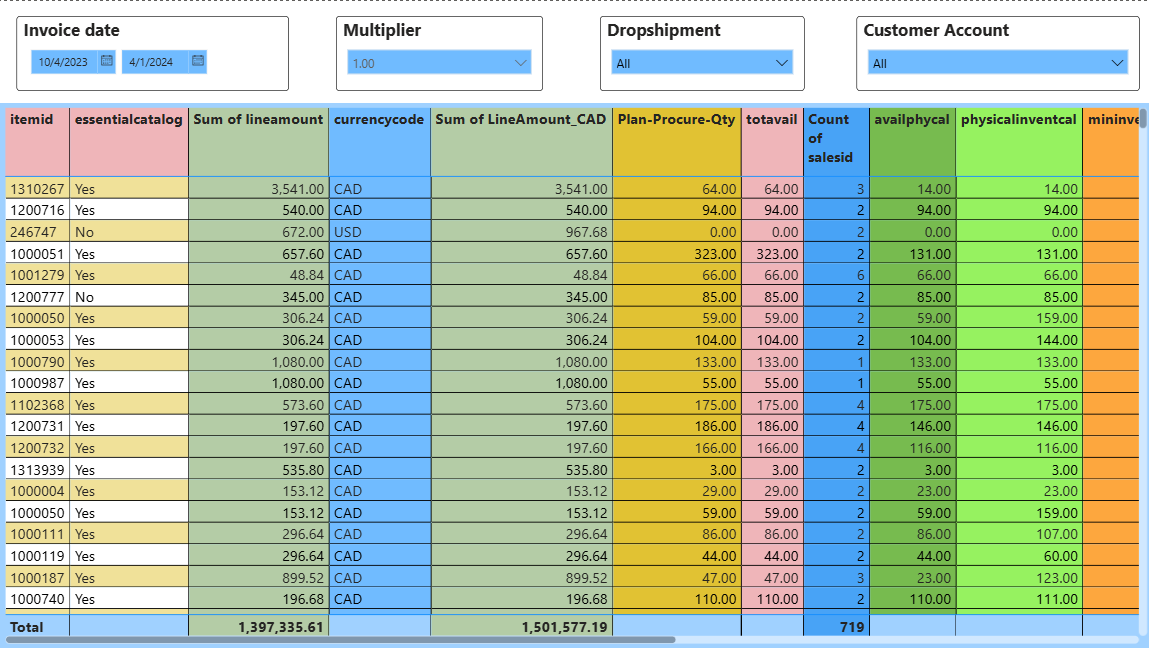 Invoice date Multiplier Dropshipment Customer Account
10/4/2023 4/1/2024 1.00 All All
itemid essentialcatalog Sum of lineamount currencycode Sum of LineAmount_CAD Plan-Procure-Qty totavail Count of salesid availphycal physicalinventcal mininve
1310267 Yes 3,541.00 CAD 3,541.00 64.00 64.00 3 14.00 14.00
1200716 Yes 540.00 CAD 540.00 94.00 94.00 2 94.00 94.00
246747 No 672.00 USD 967.68 0.00 0.00 2 0.00 0.00
1000051 Yes 657.60 CAD 657.60 323.00 323.00 2 131.00 131.00
1001279 Yes 48.84 CAD 48.84 66.00 66.00 6 66.00 66.00
1200777 No 345.00 CAD 345.00 85.00 85.00 2 85.00 85.00
1000050 Yes 306.24 CAD 306.24 59.00 59.00 2 59.00 159.00
1000053 Yes 306.24 CAD 306.24 104.00 104.00 2 104.00 144.00
1000790 Yes 1,080.00 CAD 1,080.00 133.00 133.00 1 133.00 133.00
1000987 Yes 1,080.00 CAD 1,080.00 55.00 55.00 1 55.00 55.00
1102368 Yes 573.60 CAD 573.60 175.00 175.00 4 175.00 175.00
1200731 Yes 197.60 CAD 197.60 186.00 186.00 4 146.00 146.00
1200732 Yes 197.60 CAD 197.60 166.00 166.00 4 116.00 116.00
1313939 Yes 535.80 CAD 535.80 3.00 3.00 2 3.00 3.00
1000004 Yes 153.12 CAD 153.12 29.00 29.00 2 23.00 23.00
1000050 Yes 153.12 CAD 153.12 59.00 59.00 2 59.00 159.00
1000111 Yes 296.64 CAD 296.64 86.00 86.00 2 86.00 107.00
1000119 Yes 296.64 CAD 296.64 44.00 44.00 2 44.00 60.00
1000187 Yes 899.52 CAD 899.52 47.00 47.00 3 23.00 123.00
1000740 Yes 196.68 CAD 196.68 110.00 110.00 2 110.00 111.00
Total 1,397,335.61 1,501,577.19 719